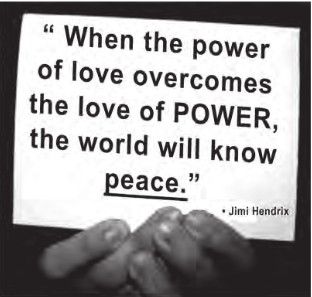 “ When the power
of love overcomes
the love of POWER,
the world will know
peace.”
• Jimi Hendrix